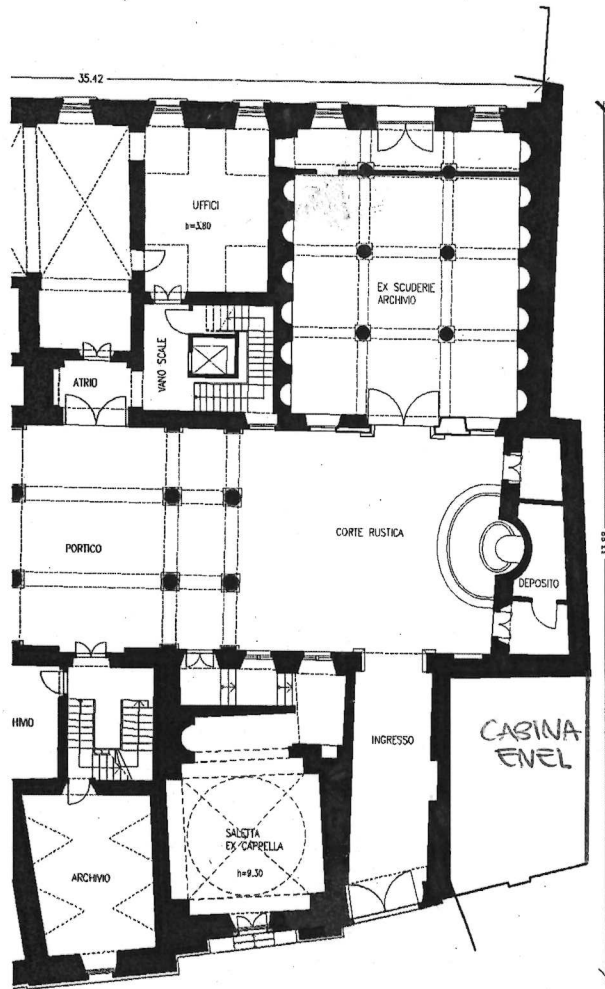 35.42
UFFICI
h=3.80
EX SCUDERIE
ARCHIVIO
VANO SCALE
ATRIO
PORTICO
CORTE RUSTICA
DEPOSITO
HIVIO
INGRESSO
CABINA
ENEL
SALETTA
EX CAPPELLA
h=9.30
ARCHIVIO